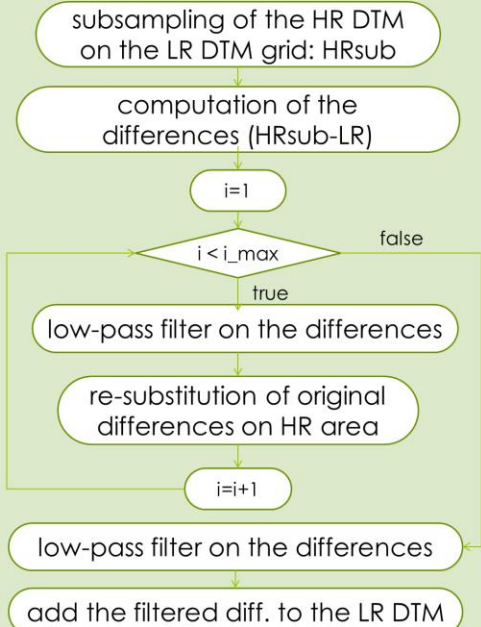 subsampling of the HR DTM
on the LR DTM grid: HRsub
computation of the
differences (HRsub-LR)
i=1
i < i_max
false
true
low-pass filter on the differences
re-substitution of original
differences on HR area
i=i+1
low-pass filter on the differences
add the filtered diff. to the LR DTM